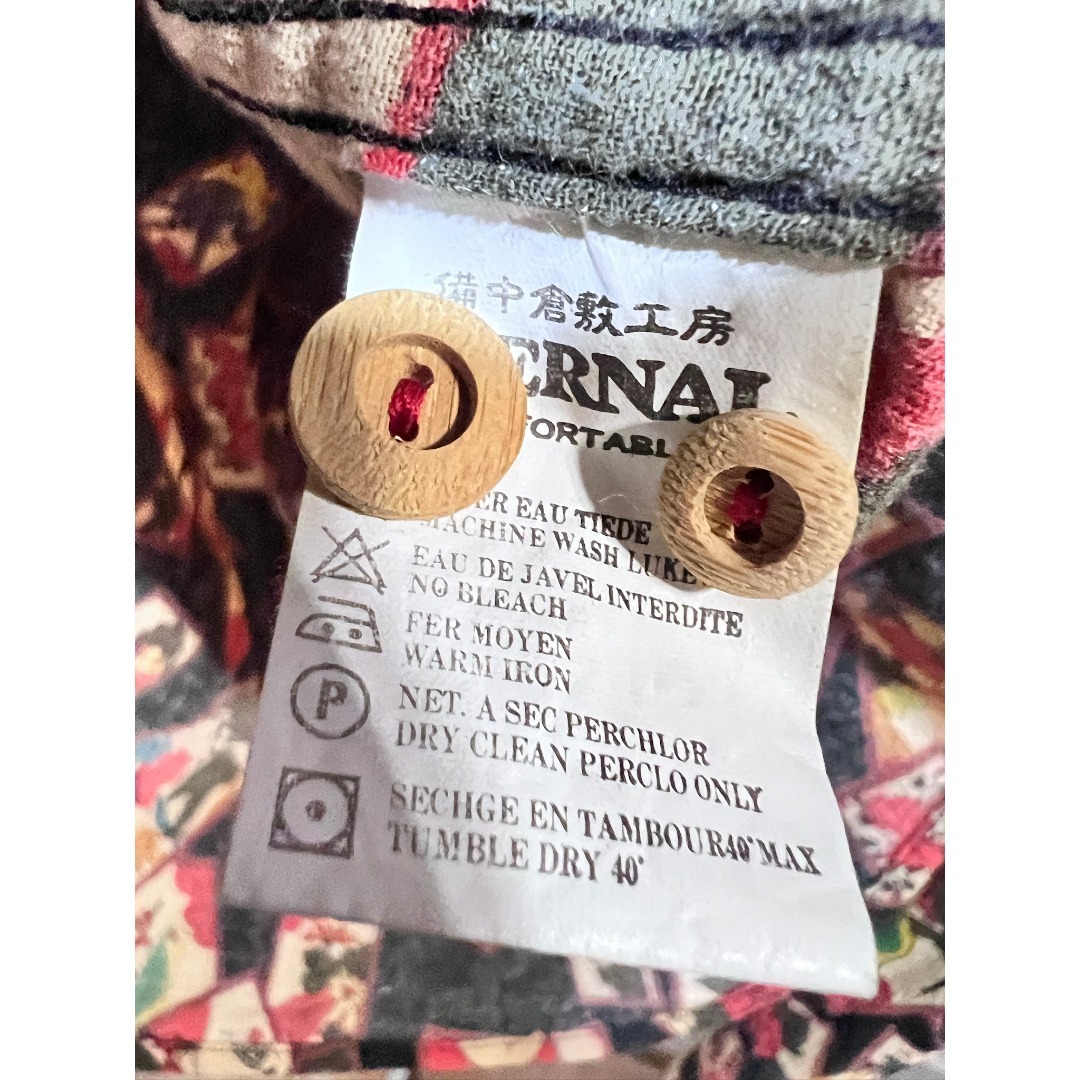 備中倉敷工房
ERNAL
FORTABL
ER EAU TIEDE
MACHINE WASH LUKE
EAU DE JAVEL INTERDITE
NO BLEACH
FER MOYEN
WARM IRON
P
NET. A SEC PERCHLOR
DRY CLEAN PERCLO ONLY
SECHGE EN TAMBOUR40°MAX
TUMBLE DRY 40°